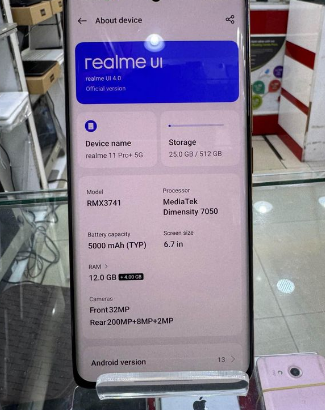 ← About device
realme UI
realme UI 4.0
Official version
Device name
realme 11 Pro+ 5G
Storage
25.0 GB / 512 GB
Model
RMX3741
Processor
MediaTek
Dimensity 7050
Battery capacity
5000 mAh (TYP)
Screen size
6.7 in
RAM >
12.0 GB + 4.00 GB
Cameras
Front 32MP
Rear 200MP+8MP+2MP
Android version
13 >